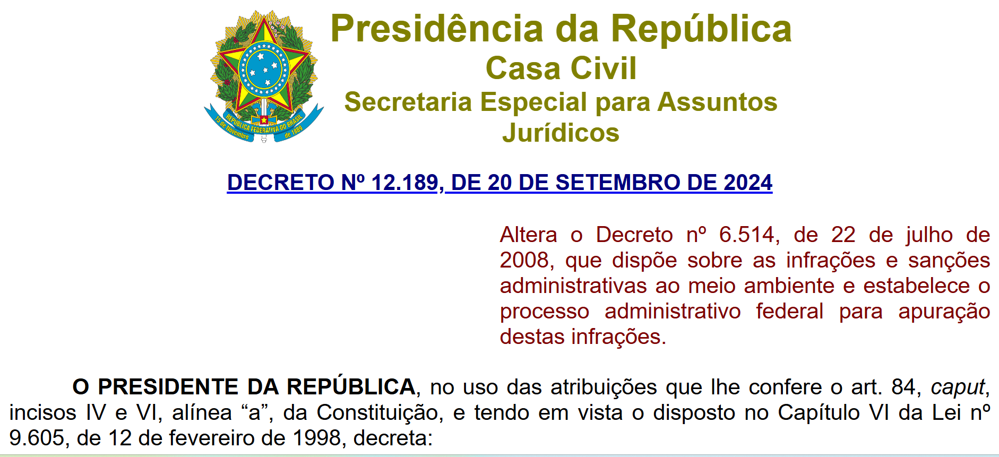 Presidência da República
Casa Civil
Secretaria Especial para Assuntos
Jurídicos
REPÚBLICA FEDERATIVA DO BRASIL
15 de Novembro
de 1889
DECRETO Nº 12.189, DE 20 DE SETEMBRO DE 2024
Altera o Decreto nº 6.514, de 22 de julho de
2008, que dispõe sobre as infrações e sanções
administrativas ao meio ambiente e estabelece o
processo administrativo federal para apuração
destas infrações.
O PRESIDENTE DA REPÚBLICA, no uso das atribuições que lhe confere o art. 84, caput,
incisos IV e VI, alínea “a”, da Constituição, e tendo em vista o disposto no Capítulo VI da Lei nº
9.605, de 12 de fevereiro de 1998, decreta: